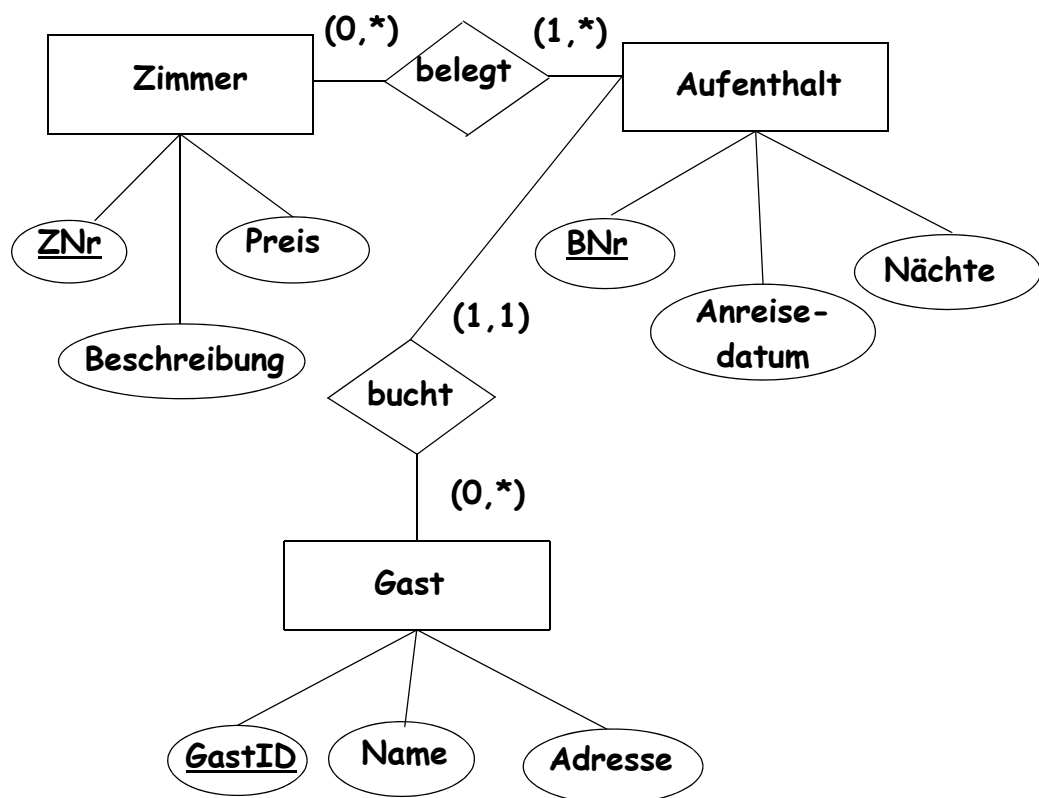 (0,*)
(1,*)
Zimmer
belegt
Aufenthalt
ZNr
Preis
BNr
Nächte
Beschreibung
Anreise-
datum
(1,1)
bucht
(0,*)
Gast
GastID
Name
Adresse